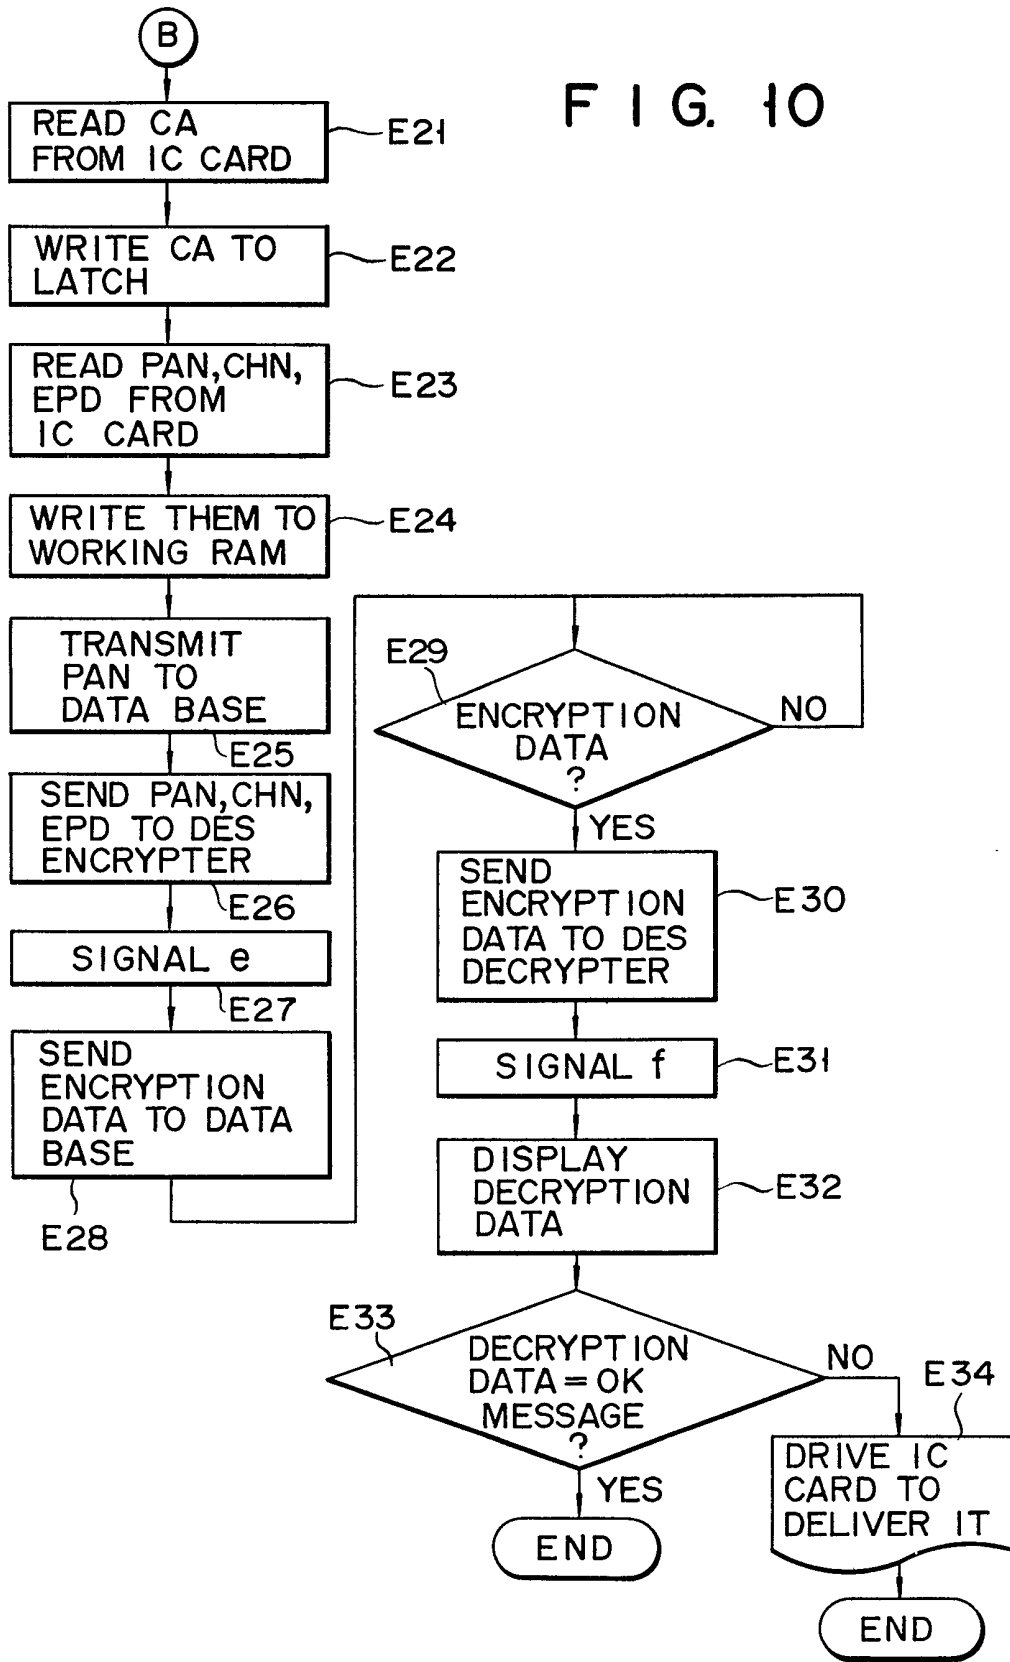 B
FIG. 10
READ CA
FROM IC CARD
E21
WRITE CA TO
LATCH
E22
READ PAN, CHN,
EPD FROM
IC CARD
E23
WRITE THEM TO
WORKING RAM
E24
TRANSMIT
PAN TO
DATA BASE
E25
SEND PAN, CHN,
EPD TO DES
ENCRYPTER
E26
SIGNAL e
E27
SEND
ENCRYPTION
DATA TO DATA
BASE
E28
E29
ENCRYPTION
DATA
?
NO
YES
SEND
ENCRYPTION
DATA TO DES
DECRYPTER
E30
SIGNAL f
E31
DISPLAY
DECRYPTION
DATA
E32
E33
DECRYPTION
DATA = OK
MESSAGE
?
NO
YES
END
E34
DRIVE IC
CARD TO
DELIVER IT
END